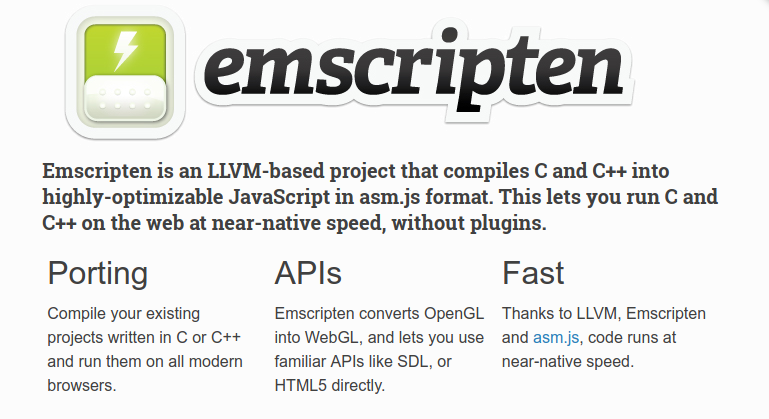 emscripten
Emscripten is an LLVM-based project that compiles C and C++ into
highly-optimizable JavaScript in asm.js format. This lets you run C and
C++ on the web at near-native speed, without plugins.
Porting
Compile your existing
projects written in C or C++
and run them on all modern
browsers.
APIs
Emscripten converts OpenGL
into WebGL, and lets you use
familiar APIs like SDL, or
HTML5 directly.
Fast
Thanks to LLVM, Emscripten
and asm.js, code runs at
near-native speed.